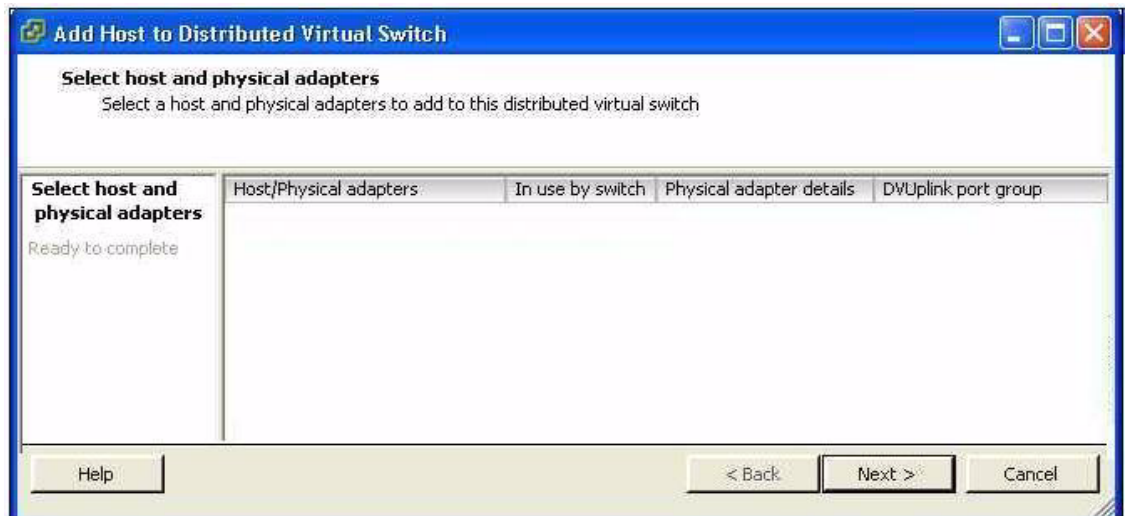 Add Host to Distributed Virtual Switch
Select host and physical adapters
Select a host and physical adapters to add to this distributed virtual switch
Select host and
physical adapters
Ready to complete
Host/Physical adapters In use by switch Physical adapter details DVUplink port group
Help < Back Next > Cancel